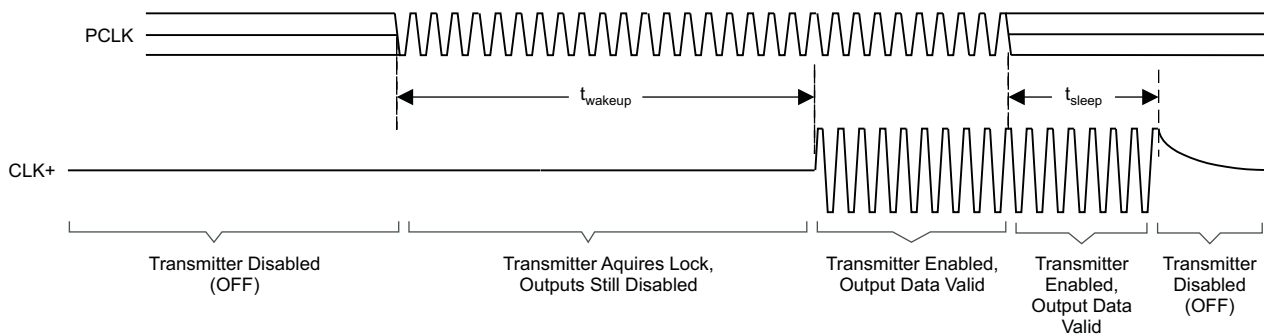 PCLK
twakeup
tsleep
CLK+
Transmitter Disabled
(OFF)
Transmitter Aquires Lock,
Outputs Still Disabled
Transmitter Enabled,
Output Data Valid
Transmitter
Enabled,
Output Data
Valid
Transmitter
Disabled
(OFF)